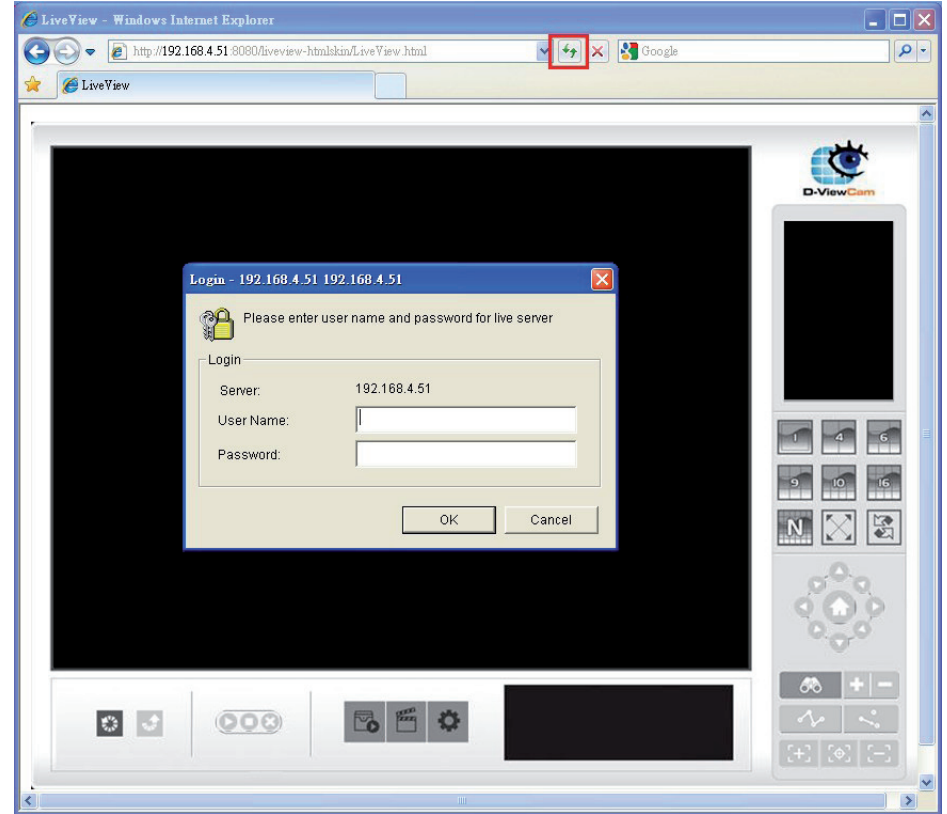 LiveView - Windows Internet Explorer
http://192.168.4.51:8080/liveview-htmlskin/LiveView.html
Google
LiveView
D-ViewCam
Login - 192.168.4.51 192.168.4.51
Please enter user name and password for live server
Login
Server: 192.168.4.51
User Name:
Password:
OK Cancel
1 4 6
9 10 16
N